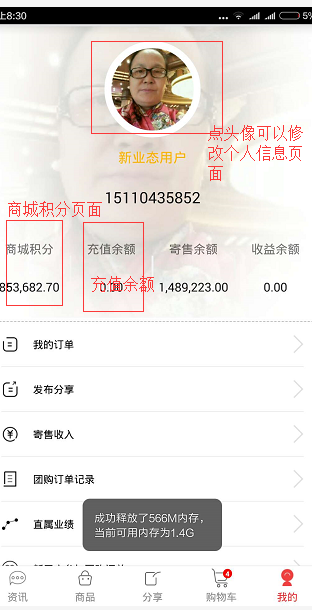 上8:30
5%
点头像可以修
改个人信息页
面
新业态用户
15110435852
商城积分页面
商城积分 充值余额 寄售余额 收益余额
充值余额
853,682.70 0.00 1,489,223.00 0.00
我的订单
发布分享
寄售收入
团购订单记录
直属业绩
成功释放了566M内存，
当前可用内存为1.4G
4
资讯 商品 分享 购物车 我的